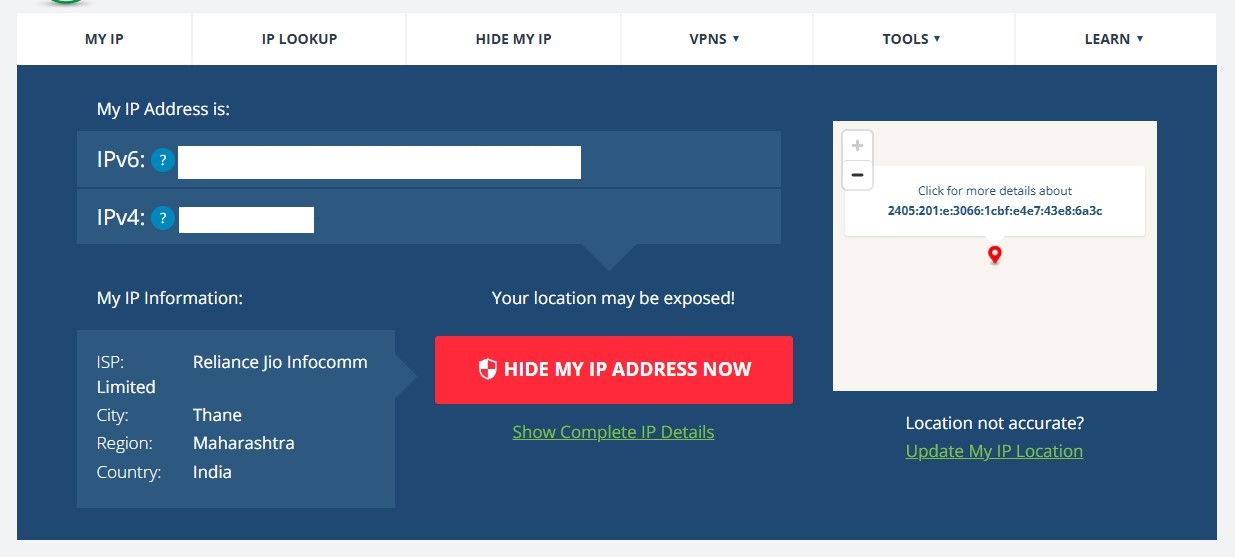 MY IP
IP LOOKUP
HIDE MY IP
VPNS ▼
TOOLS ▼
LEARN ▼
My IP Address is:
IPv6: ?
IPv4: ?
My IP Information:
ISP: Reliance Jio Infocomm
Limited
City: Thane
Region: Maharashtra
Country: India
Your location may be exposed!
HIDE MY IP ADDRESS NOW
Show Complete IP Details
+
−
Click for more details about
2405:201:e:3066:1cbf:e4e7:43e8:6a3c
Location not accurate?
Update My IP Location